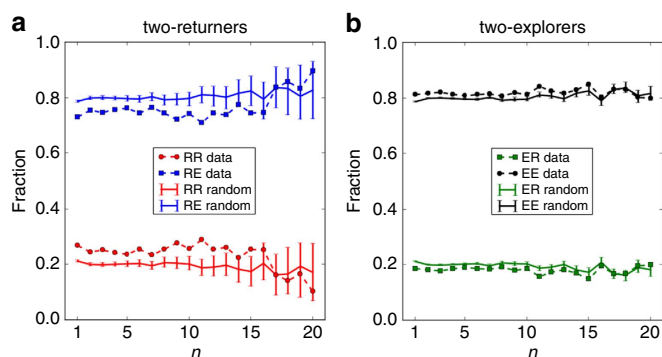 a two-returners
1.0
0.8
0.6
0.4
0.2
0.0
Fraction
RR data
RE data
RR random
RE random
1 5 10 15 20
n
b two-explorers
1.0
0.8
0.6
0.4
0.2
0.0
Fraction
ER data
EE data
ER random
EE random
1 5 10 15 20
n